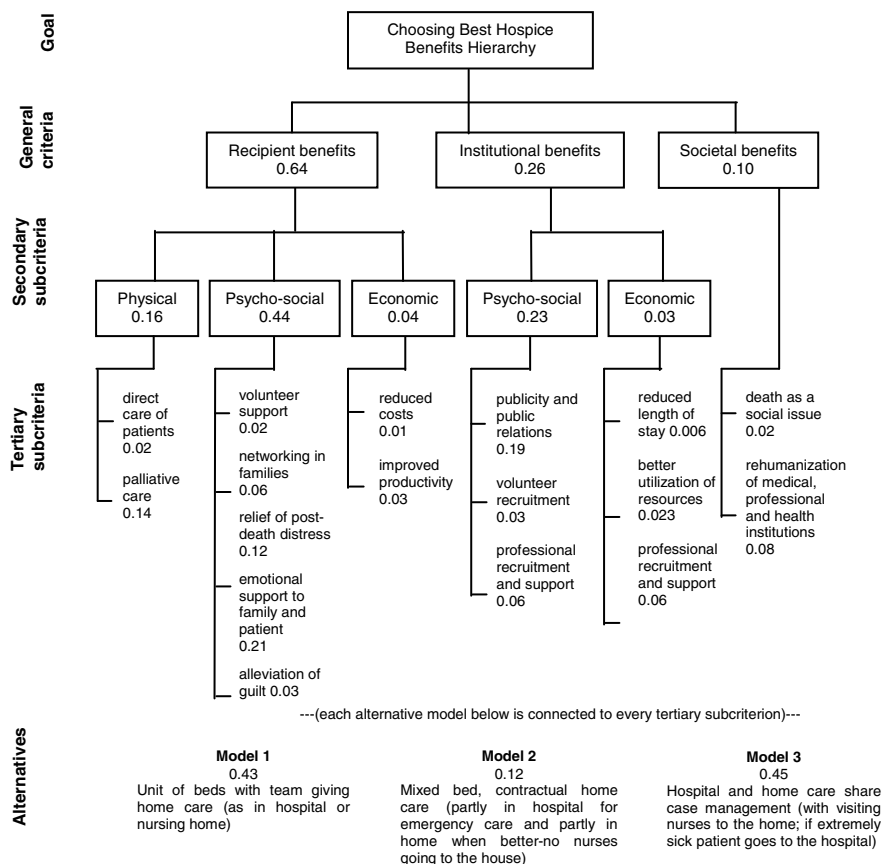 Goal
Choosing Best Hospice
Benefits Hierarchy
General
criteria
Recipient benefits
0.64
Institutional benefits
0.26
Societal benefits
0.10
Secondary
subcriteria
Physical
0.16
Psycho-social
0.44
Economic
0.04
Psycho-social
0.23
Economic
0.03
Tertiary
subcriteria
direct
care of
patients
0.02
palliative
care
0.14
volunteer
support
0.02
networking in
families
0.06
relief of post-
death distress
0.12
emotional
support to
family and
patient
0.21
alleviation of
guilt 0.03
reduced
costs
0.01
improved
productivity
0.03
publicity and
public
relations
0.19
volunteer
recruitment
0.03
professional
recruitment
and support
0.06
reduced
length of
stay 0.006
better
utilization of
resources
0.023
professional
recruitment
and support
0.06
death as a
social issue
0.02
rehumanization
of medical,
professional
and health
institutions
0.08
---(each alternative model below is connected to every tertiary subcriterion)---
Alternatives
Model 1
0.43
Unit of beds with team giving
home care (as in hospital or
nursing home)
Model 2
0.12
Mixed bed, contractual home
care (partly in hospital for
emergency care and partly in
home when better-no nurses
going to the house)
Model 3
0.45
Hospital and home care share
case management (with visiting
nurses to the home; if extremely
sick patient goes to the hospital)